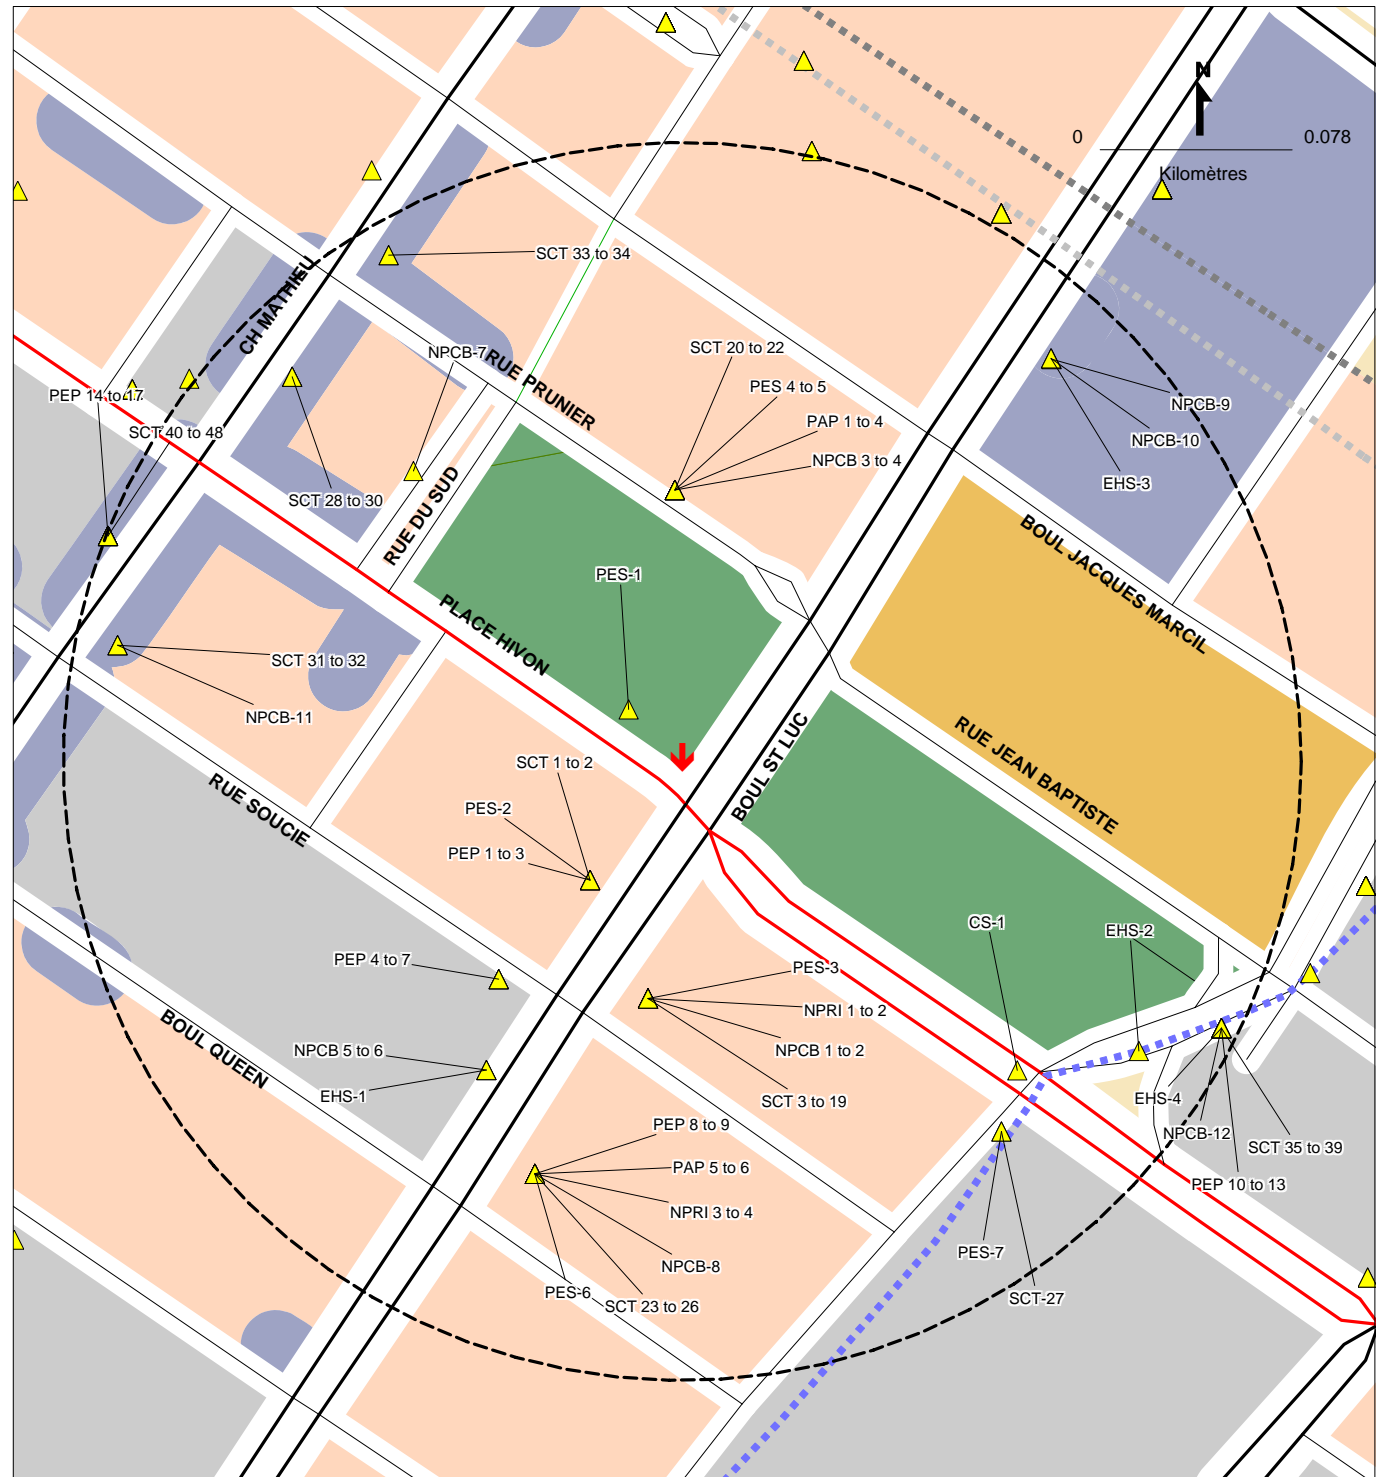 N
0
0.078
Kilomètres
SCT 33 to 34
CH MATHIEU
NPCB-7
RUE PRUNIER
SCT 20 to 22
PES 4 to 5
PAP 1 to 4
NPCB 3 to 4
PEP 14 to 17
SCT 40 to 48
SCT 28 to 30
RUE DU SUD
NPCB-9
NPCB-10
EHS-3
BOUL JACQUES MARCIL
PES-1
PLACE HIVON
SCT 31 to 32
NPCB-11
BOUL ST LUC
RUE JEAN BAPTISTE
SCT 1 to 2
PES-2
PEP 1 to 3
RUE SOUCIE
CS-1
EHS-2
PEP 4 to 7
PES-3
NPRI 1 to 2
NPCB 1 to 2
SCT 3 to 19
BOUL QUEEN
NPCB 5 to 6
EHS-1
EHS-4
NPCB-12
SCT 35 to 39
PEP 10 to 13
PEP 8 to 9
PAP 5 to 6
NPRI 3 to 4
NPCB-8
PES-6
SCT 23 to 26
PES-7
SCT-27